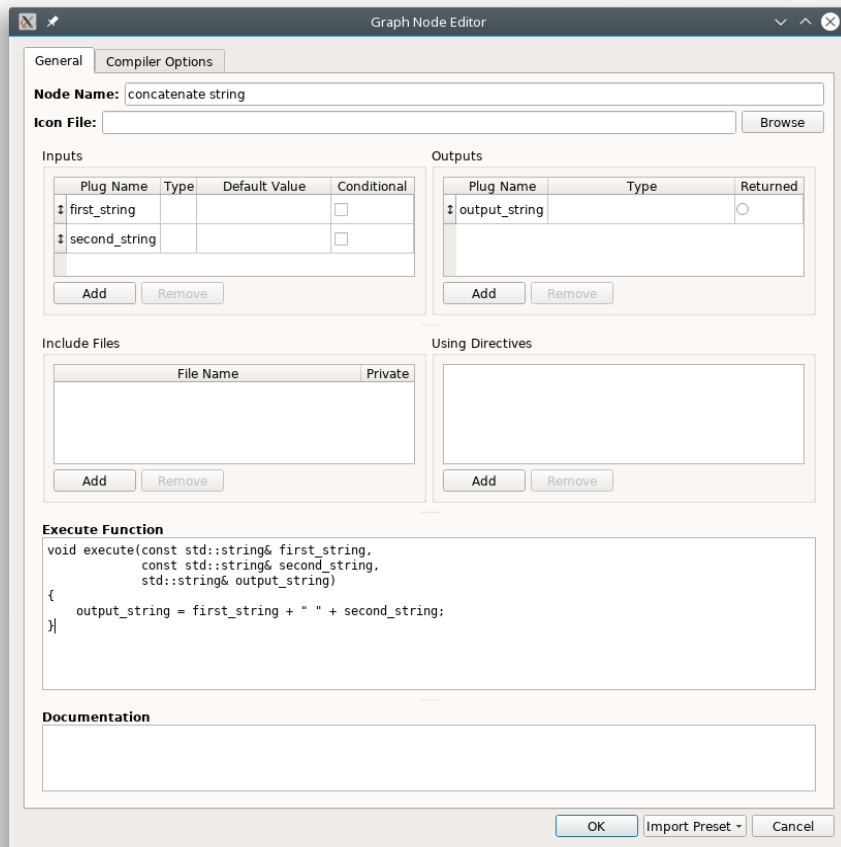 Graph Node Editor
General
Compiler Options
Node Name: concatenate string
Icon File:
Browse
Inputs
Plug Name Type Default Value Conditional
first_string
second_string
Add
Remove
Outputs
Plug Name Type Returned
output_string
Add
Remove
Include Files
File Name Private
Add
Remove
Using Directives
Add
Remove
Execute Function
void execute(const std::string& first_string,
             const std::string& second_string,
             std::string& output_string)
{
    output_string = first_string + " " + second_string;
}
Documentation
OK
Import Preset
Cancel